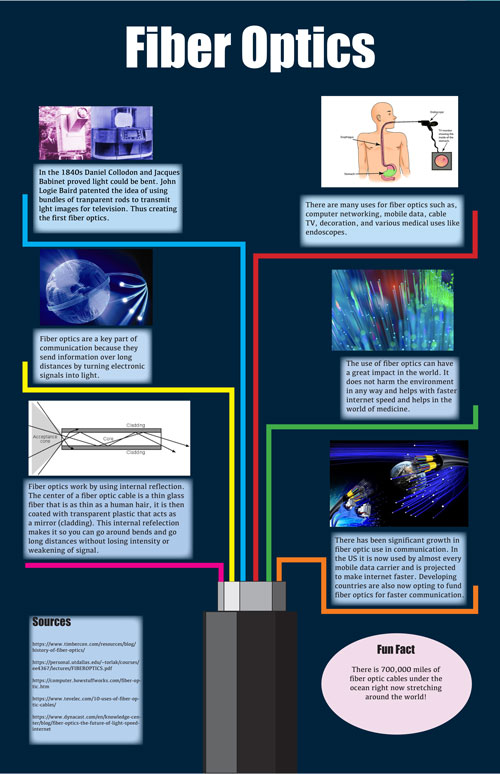 Fiber Optics
In the 1840s Daniel Collodon and Jacques
Babinet proved light could be bent. John
Logie Baird patented the idea of using
bundles of tranparent rods to transmit
lght images for television. Thus creating
the first fiber optics.
Fiber optics are a key part of
communication because they
send information over long
distances by turning electronic
signals into light.
Acceptance
cone
Cladding
Core
Cladding
Fiber optics work by using internal reflection.
The center of a fiber optic cable is a thin glass
fiber that is as thin as a human hair, it is then
coated with transparent plastic that acts as
a mirror (cladding). This internal refelection
makes it so you can go around bends and go
long distances without losing intensity or
weakening of signal.
Esophagus
Stomach
There are many uses for fiber optics such as,
computer networking, mobile data, cable
TV, decoration, and various medical uses like
endoscopes.
The use of fiber optics can have
a great impact in the world. It
does not harm the environment
in any way and helps with faster
internet speed and helps in the
world of medicine.
There has been significant growth in
fiber optic use in communication. In
the US it is now used by almost every
mobile data carrier and is projected
to make internet faster. Developing
countries are also now opting to fund
fiber optics for faster communication.
Sources
https://www.timbercon.com/resources/blog/
history-of-fiber-optics/
https://personal.utdallas.edu/~torlak/courses/
ee4367/lectures/FIBEROPTICS.pdf
https://computer.howstuffworks.com/fiber-op-
tic.htm
https://www.tevelec.com/10-uses-of-fiber-op-
tic-cables/
https://www.dynacast.com/en/knowledge-cen-
ter/blog/fiber-optics-the-future-of-light-speed-
internet
Fun Fact
There is 700,000 miles of
fiber optic cables under the
ocean right now stretching
around the world!